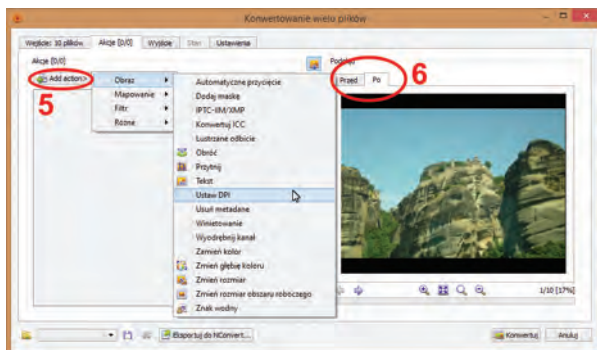 Konwertowanie wielu plików
Wejście: 10 plików Akcje [0/0] Wyjście Stan Ustawienia
Akcje [0/0]
Add action>
5
Obraz
Mapowanie
Filtr
Różne
Automatyczne przycięcie
Dodaj maskę
IPTC-IIM/XMP
Konwertuj ICC
Lustrzane odbicie
Obróć
Przytnij
Tekst
Ustaw DPI
Usuń metadane
Winietowanie
Wyodrębnij kanał
Zamień kolor
Zmień głębię koloru
Zmień rozmiar
Zmień rozmiar obszaru roboczego
Znak wodny
Podgląd
Przed Po
6
1/10 [17%]
Eksportuj do NConvert...
Konwertuj Anuluj